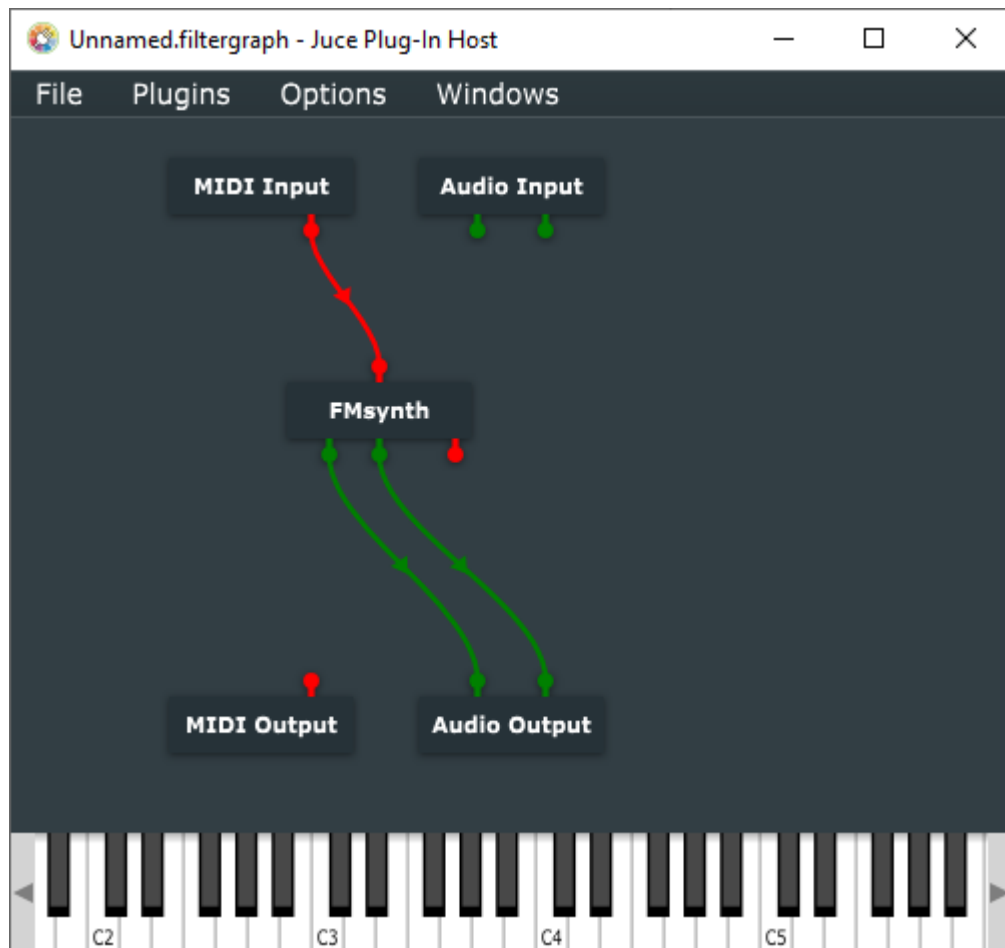 Unnamed.filtergraph - Juce Plug-In Host
File Plugins Options Windows
MIDI Input Audio Input
FMsynth
MIDI Output Audio Output
C2 C3 C4 C5